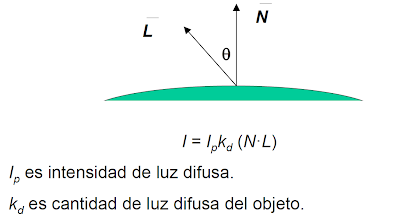 L N
θ
I = Ipkd (N·L)
Ip es intensidad de luz difusa.
kd es cantidad de luz difusa del objeto.